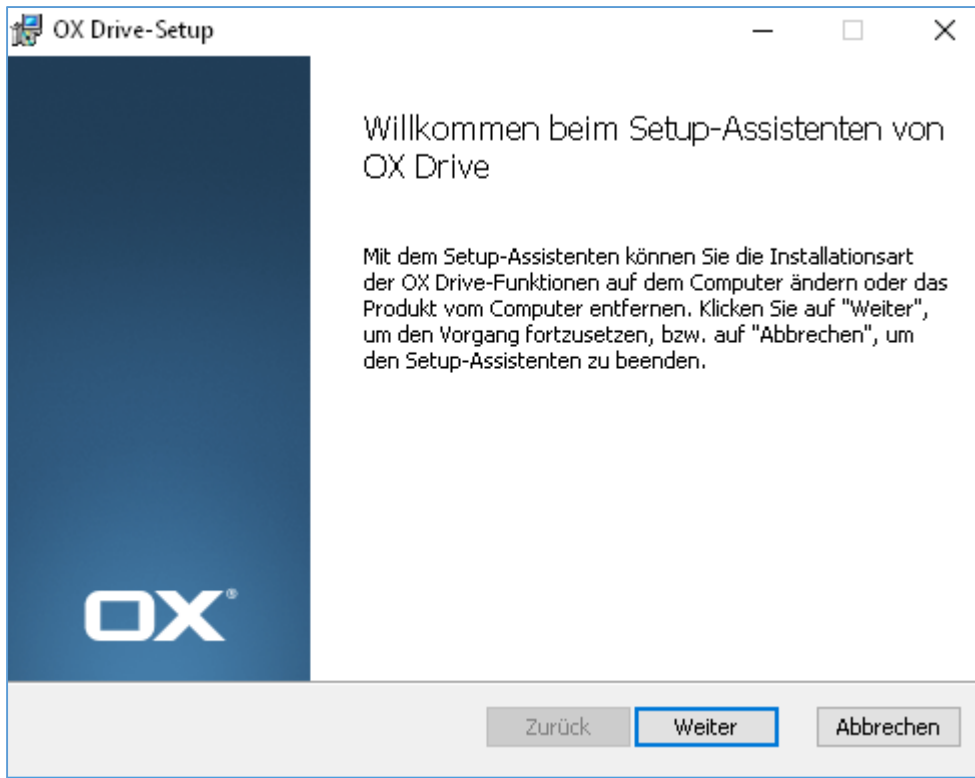 OX Drive-Setup
Willkommen beim Setup-Assistenten von
OX Drive
Mit dem Setup-Assistenten können Sie die Installationsart
der OX Drive-Funktionen auf dem Computer ändern oder das
Produkt vom Computer entfernen. Klicken Sie auf "Weiter",
um den Vorgang fortzusetzen, bzw. auf "Abbrechen", um
den Setup-Assistenten zu beenden.
OX®
Zurück Weiter Abbrechen